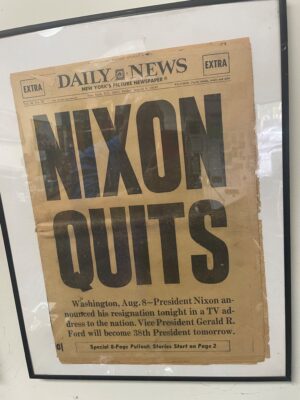 EXTRA
DAILY NEWS
EXTRA
NEW YORK'S PICTURE NEWSPAPER
NIXON
QUITS
Washington, Aug. 8—President Nixon an-
nounced his resignation tonight in a TV ad-
dress to the nation. Vice President Gerald R.
Ford will become 38th President tomorrow.
Special 8-Page Pullout; Stories Start on Page 2